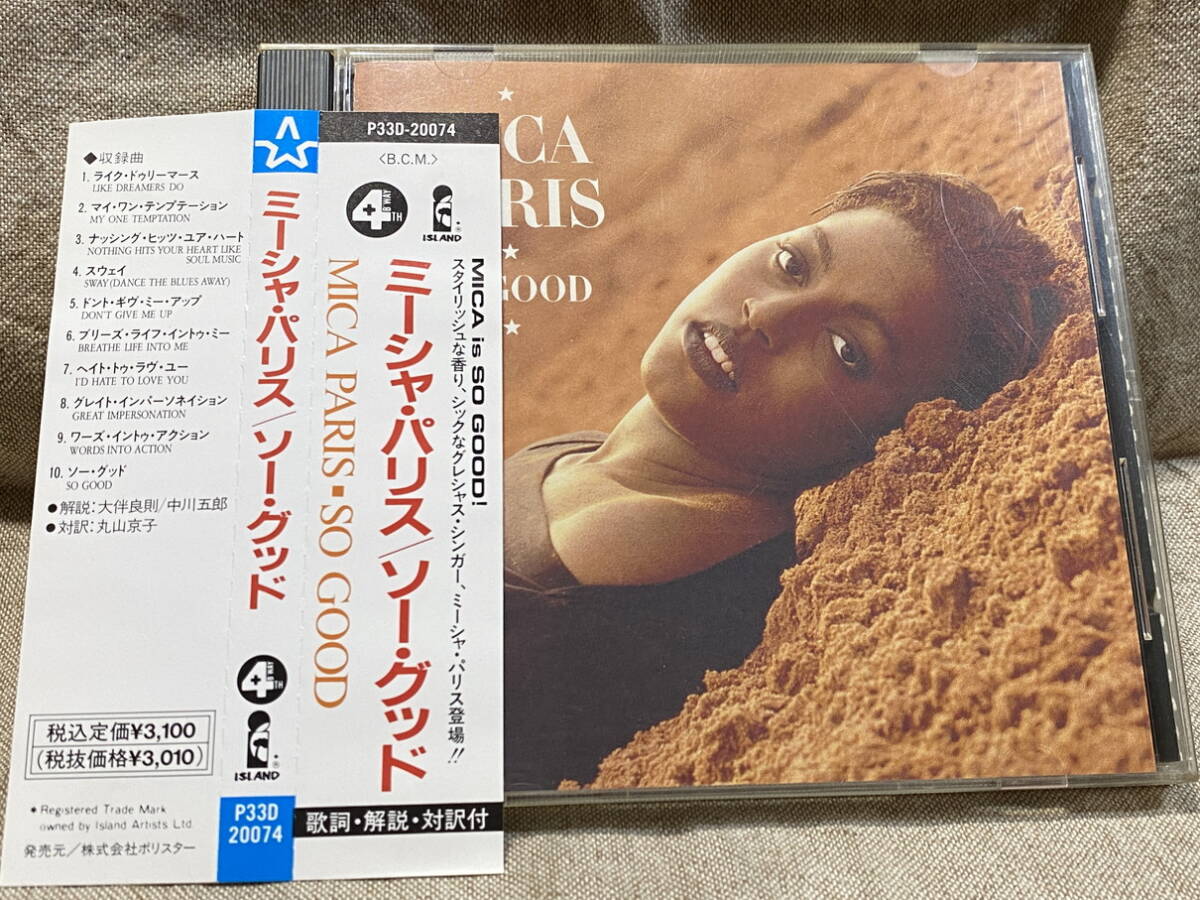 ◆収録曲
1. ライク・ドゥリーマース
LIKE DREAMERS DO
2. マイ・ワン・テンプテーション
MY ONE TEMPTATION
3. ナッシング・ヒッツ・ユア・ハート
NOTHING HITS YOUR HEART LIKE
SOUL MUSIC
4. スウェイ
SWAY (DANCE THE BLUES AWAY)
5. ドント・ギヴ・ミー・アップ
DON'T GIVE ME UP
6. ブリーズ・ライフ・イントゥ・ミー
BREATHE LIFE INTO ME
7. ヘイト・トゥ・ラヴ・ユー
I'D HATE TO LOVE YOU
8. グレイト・インパーソネイション
GREAT IMPERSONATION
9. ワーズ・イントゥ・アクション
WORDS INTO ACTION
10. ソー・グッド
SO GOOD
●解説：大伴良則/中川五郎
●対訳：丸山京子
税込定価¥3,100
(税抜価格¥3,010)
* Registered Trade Mark
owned by Island Artists Ltd.
発売元／株式会社ポリスター
ミーシャ・パリス/ソー・グッド
4TH B'WAY
ISLAND
P33D
20074
P33D-20074
〈B.C.M.〉
4TH B'WAY
ISLAND
MICA is SO GOOD!
スタイリッシュな香り、シックなグレシャス・シンガー、ミーシャ・パリス登場!!
ミーシャ・パリス/ソー・グッド
MICA PARIS・SO GOOD
歌詞・解説・対訳付
ICA
RIS
GOOD